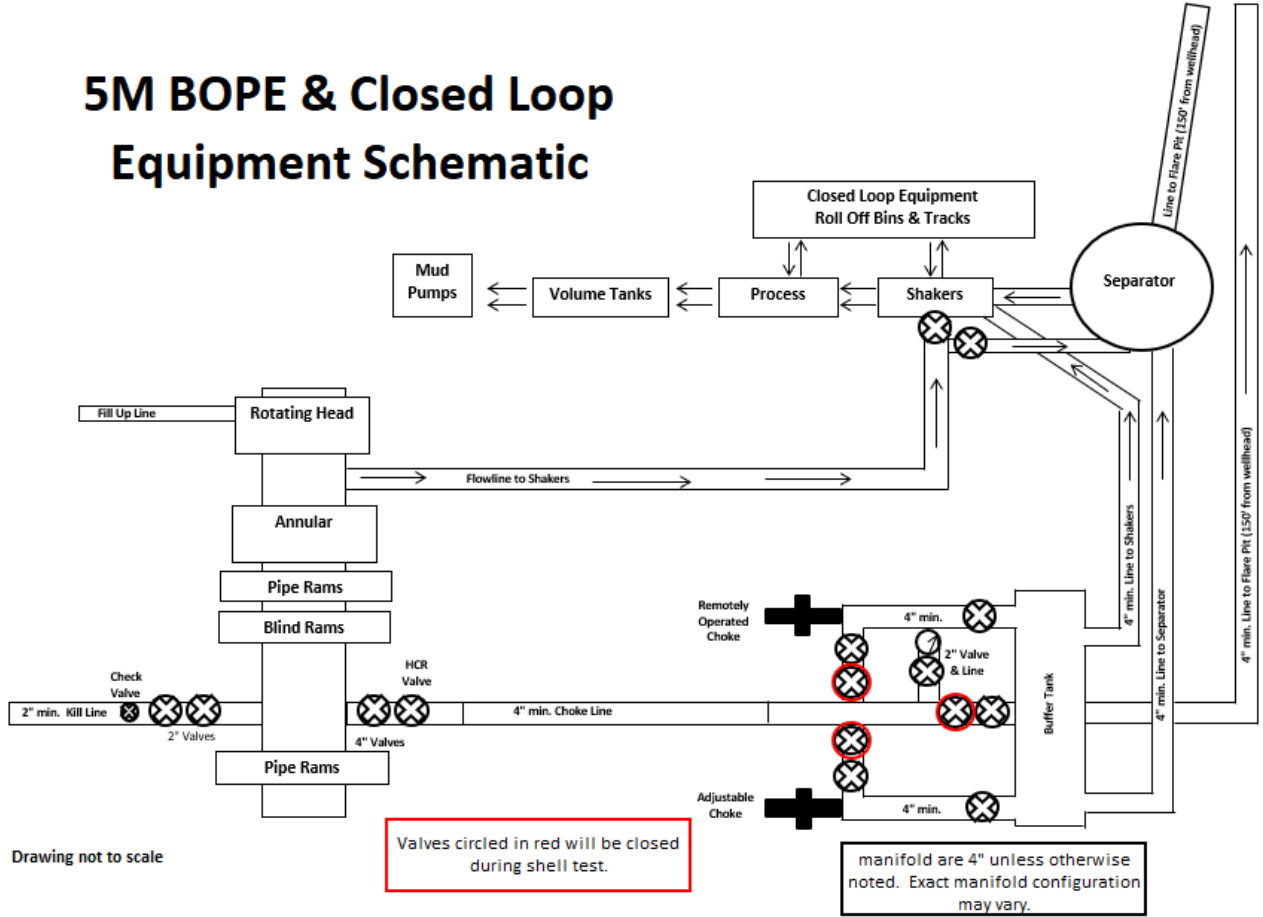 5M BOPE & Closed Loop
Equipment Schematic
Line to Flare Pit (150' from wellhead)
Closed Loop Equipment
Roll Off Bins & Tracks
Mud
Pumps
Volume Tanks
Process
Shakers
Separator
Fill Up Line
Rotating Head
Flowline to Shakers
Annular
Pipe Rams
Blind Rams
Remotely
Operated
Choke
4" min.
2" Valve
& Line
4" min. Line to Shakers
4" min. Line to Separator
4" min. Line to Flare Pit (150' from wellhead)
Check
Valve
HCR
Valve
2" min. Kill Line
2" Valves
4" Valves
4" min. Choke Line
Buffer Tank
Pipe Rams
Adjustable
Choke
4" min.
Drawing not to scale
Valves circled in red will be closed
during shell test.
manifold are 4" unless otherwise
noted. Exact manifold configuration
may vary.